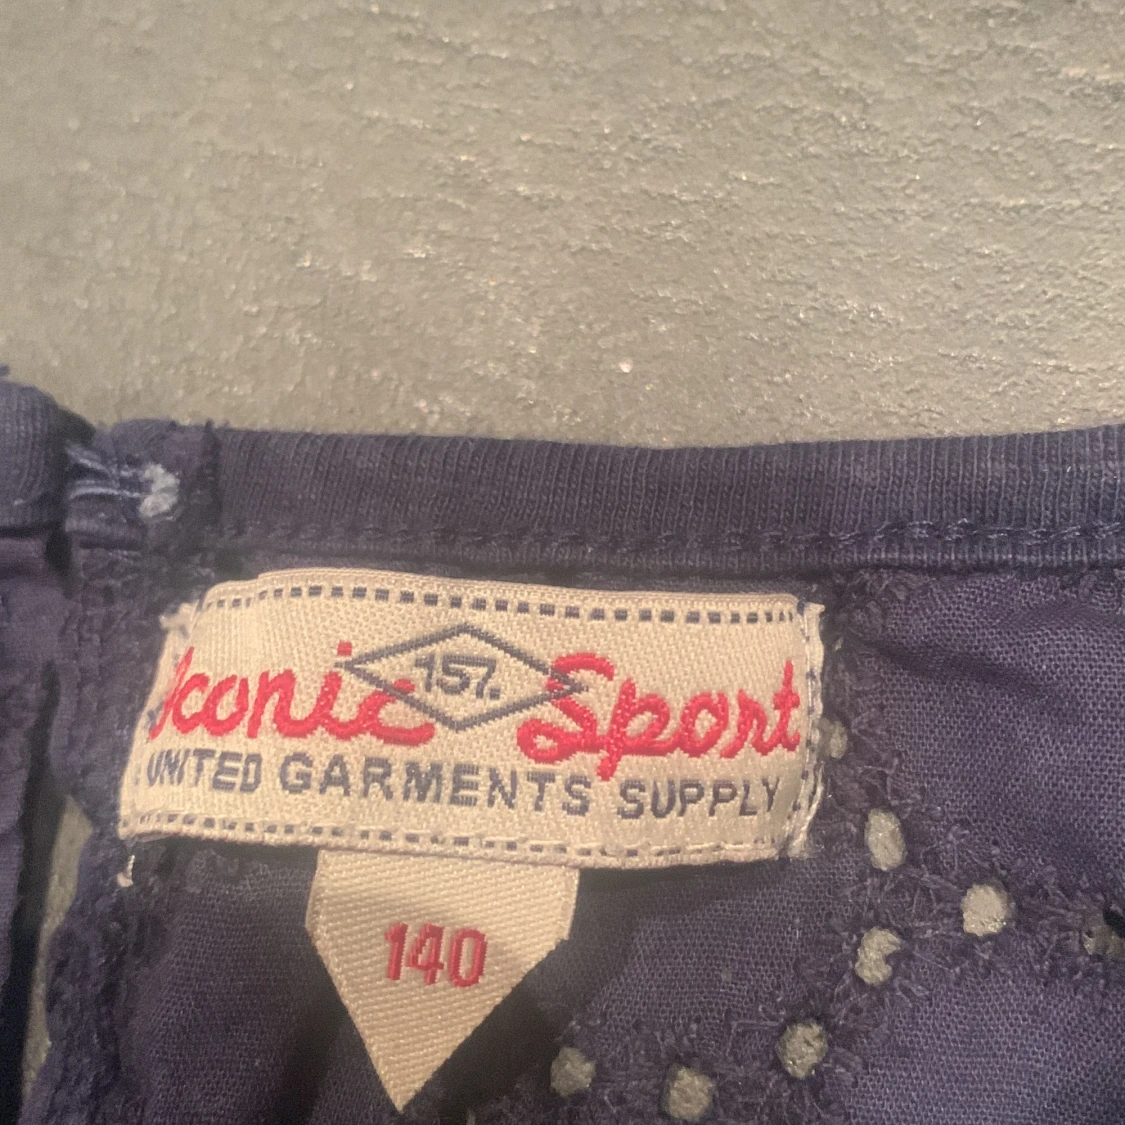 Iconic 157. Sport
UNITED GARMENTS SUPPLY
140